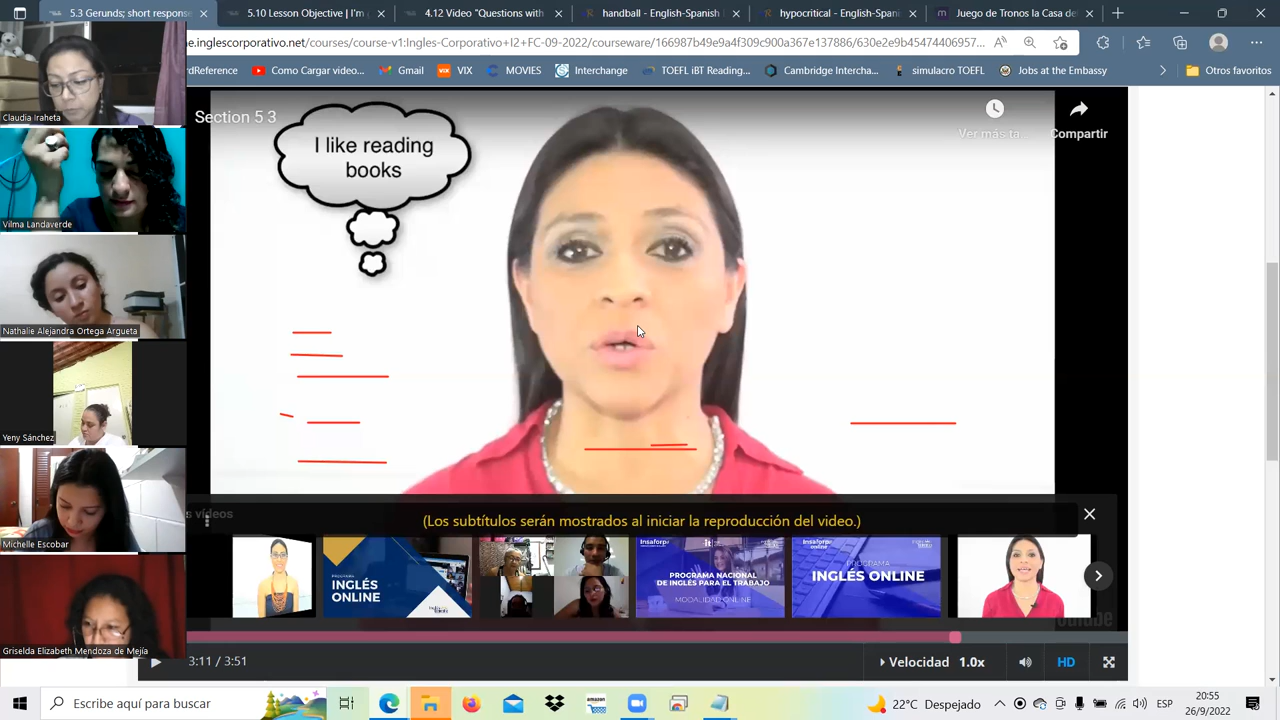 5.3 Gerunds; short response
5.10 Lesson Objective | I'm
4.12 Video "Questions with
handball - English-Spanish
hypocritical - English-Spani
Juego de Tronos la Casa de
ne.inglescorporativo.net/courses/course-v1:Ingles-Corporativo+I2+FC-09-2022/courseware/166987b49e9a4f309c900a367e137886/630e2e9b45474406957...
rdReference
Como Cargar video...
Gmail
VIX
MOVIES
Interchange
TOEFL iBT Reading...
Cambridge Intercha...
simulacro TOEFL
Jobs at the Embassy
Otros favoritos
Claudia Iraheta
Vilma Landaverde
Nathalie Alejandra Ortega Argueta
Yeny Sánchez
Michelle Escobar
Griselda Elizabeth Mendoza de Mejía
Section 5 3
I like reading
books
Ver más ta...
Compartir
s vídeos
(Los subtítulos serán mostrados al iniciar la reproducción del video.)
INGLÉS
ONLINE
PROGRAMA NACIONAL
DE INGLÉS PARA EL TRABAJO
MODALIDAD ONLINE
PROGRAMA
INGLÉS ONLINE
3:11 / 3:51
Velocidad 1.0x
HD
Escribe aquí para buscar
22°C Despejado
ESP
20:55
26/9/2022